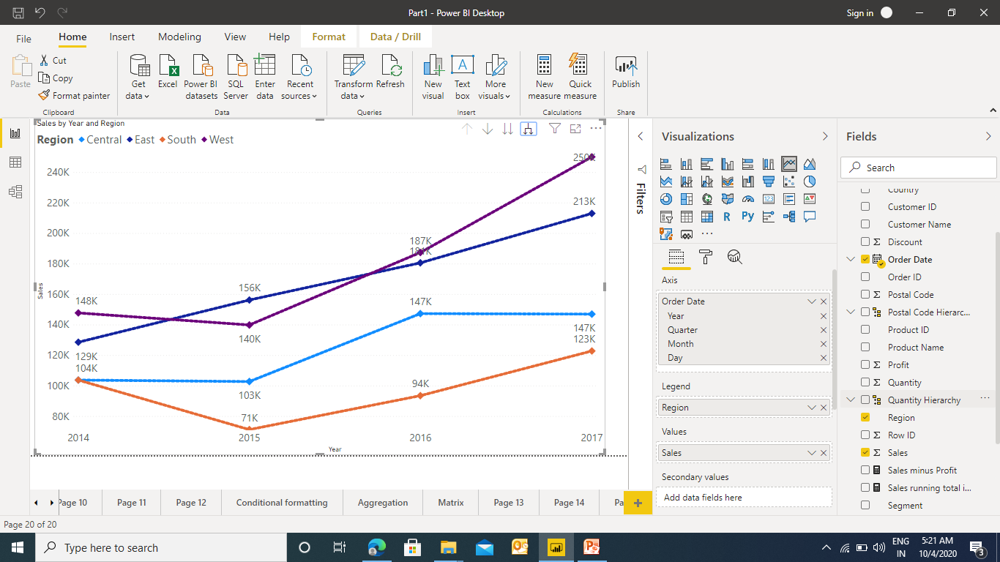 Part1 - Power BI Desktop
Sign in
File Home Insert Modeling View Help Format Data / Drill
Paste
Cut
Copy
Format painter
Clipboard
Get data
Excel
Power BI datasets
SQL Server
Enter data
Recent sources
Data
Transform data
Refresh
Queries
New visual
Text box
More visuals
Insert
New measure
Quick measure
Calculations
Publish
Share
Sales by Year and Region
Region Central East South West
240K
220K
200K
180K
160K
140K
120K
100K
80K
Sales
148K
129K
104K
156K
140K
103K
71K
187K
181K
147K
94K
250K
213K
147K
123K
2014 2015 2016 2017
Year
Filters
Visualizations
R Py
Axis
Order Date
Year
Quarter
Month
Day
Legend
Region
Values
Sales
Secondary values
Add data fields here
Fields
Search
Country
Customer ID
Customer Name
Discount
Order Date
Order ID
Postal Code
Postal Code Hierarc...
Product ID
Product Name
Profit
Quantity
Quantity Hierarchy
Region
Row ID
Sales
Sales minus Profit
Sales running total i...
Segment
Page 10 Page 11 Page 12 Conditional formatting Aggregation Matrix Page 13 Page 14 Pa
Page 20 of 20
Type here to search
ENG
IN
5:21 AM
10/4/2020
3